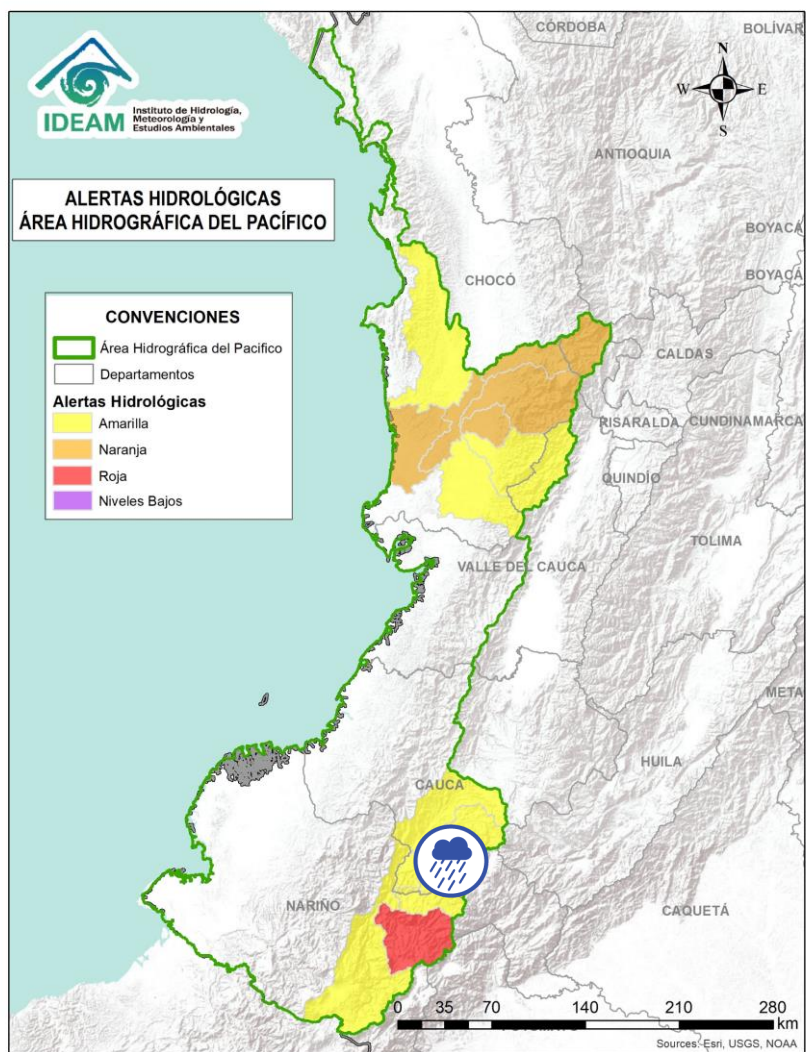 CÓRDOBA
BOLÍVAR
IDEAM
Instituto de Hidrología,
Meteorología y
Estudios Ambientales
N
W
E
S
ANTIOQUIA
ALERTAS HIDROLÓGICAS
ÁREA HIDROGRÁFICA DEL PACÍFICO
BOYACÁ
BOYACÁ
CHOCÓ
CONVENCIONES
Área Hidrográfica del Pacifico
Departamentos
Alertas Hidrológicas
Amarilla
Naranja
Roja
Niveles Bajos
CALDAS
RISARALDA
CUNDINAMARCA
QUINDÍO
TOLIMA
VALLE DEL CAUCA
META
HUILA
CAUCA
NARIÑO
CAQUETÁ
0 35 70 140 210 280
km
Sources: Esri, USGS, NOAA